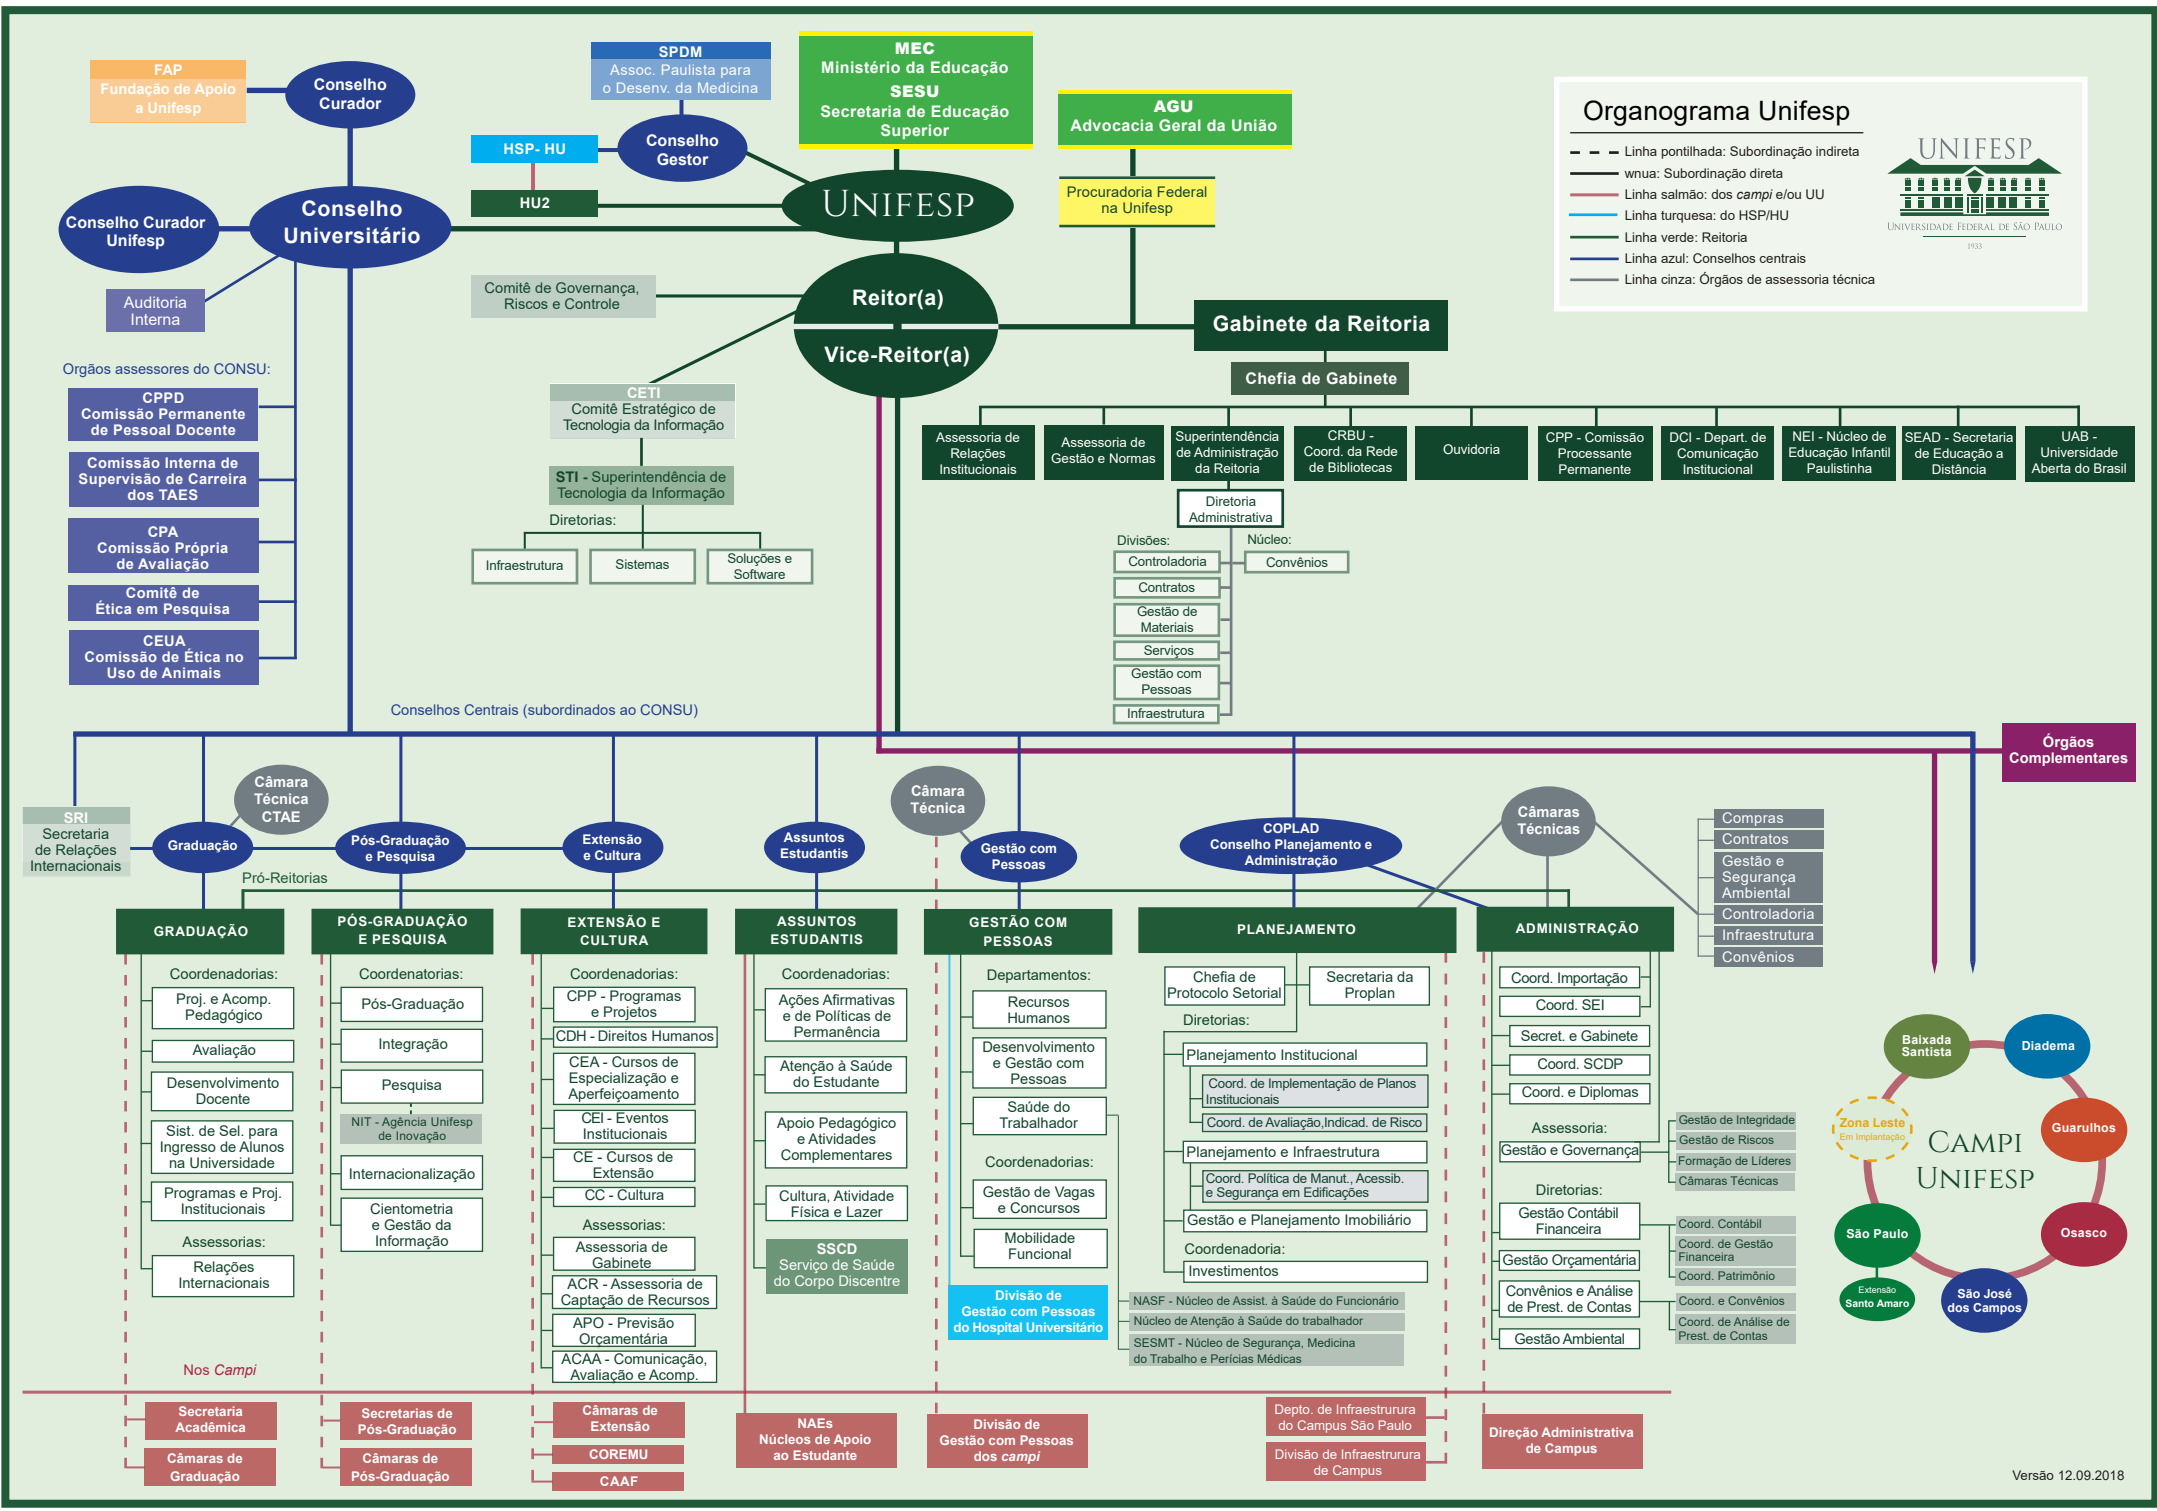 FAP
Fundação de Apoio
a Unifesp
Conselho
Curador
SPDM
Assoc. Paulista para
o Desenv. da Medicina
HSP- HU
Conselho
Gestor
HU2
MEC
Ministério da Educação
SESU
Secretaria de Educação
Superior
AGU
Advocacia Geral da União
Procuradoria Federal
na Unifesp
Organograma Unifesp
Linha pontilhada: Subordinação indireta
wnua: Subordinação direta
Linha salmão: dos campi e/ou UU
Linha turquesa: do HSP/HU
Linha verde: Reitoria
Linha azul: Conselhos centrais
Linha cinza: Órgãos de assessoria técnica
UNIFESP
UNIVERSIDADE FEDERAL DE SÃO PAULO
1933
Conselho Curador
Unifesp
Conselho
Universitário
UNIFESP
Auditoria
Interna
Comitê de Governança,
Riscos e Controle
Reitor(a)
Vice-Reitor(a)
Gabinete da Reitoria
Chefia de Gabinete
Orgãos assessores do CONSU:
CPPD
Comissão Permanente
de Pessoal Docente
Comissão Interna de
Supervisão de Carreira
dos TAES
CPA
Comissão Própria
de Avaliação
Comitê de
Ética em Pesquisa
CEUA
Comissão de Ética no
Uso de Animais
CETI
Comitê Estratégico de
Tecnologia da Informação
STI - Superintendência de
Tecnologia da Informação
Diretorias:
Infraestrutura
Sistemas
Soluções e
Software
Assessoria de
Relações
Institucionais
Assessoria de
Gestão e Normas
Superintendência
de Administração
da Reitoria
CRBU -
Coord. da Rede
de Bibliotecas
Ouvidoria
CPP - Comissão
Processante
Permanente
DCI - Depart. de
Comunicação
Institucional
NEI - Núcleo de
Educação Infantil
Paulistinha
SEAD - Secretaria
de Educação a
Distância
UAB -
Universidade
Aberta do Brasil
Diretoria
Administrativa
Divisões:
Controladoria
Contratos
Gestão de
Materiais
Serviços
Gestão com
Pessoas
Infraestrutura
Núcleo:
Convênios
Conselhos Centrais (subordinados ao CONSU)
Órgãos
Complementares
SRI
Secretaria
de Relações
Internacionais
Câmara
Técnica
CTAE
Graduação
Pós-Graduação
e Pesquisa
Extensão
e Cultura
Assuntos
Estudantis
Câmara
Técnica
Gestão com
Pessoas
COPLAD
Conselho Planejamento e
Administração
Câmaras
Técnicas
Compras
Contratos
Gestão e
Segurança
Ambiental
Controladoria
Infraestrutura
Convênios
Pró-Reitorias
GRADUAÇÃO
Coordenadorias:
Proj. e Acomp.
Pedagógico
Avaliação
Desenvolvimento
Docente
Sist. de Sel. para
Ingresso de Alunos
na Universidade
Programas e Proj.
Institucionais
Assessorias:
Relações
Internacionais
PÓS-GRADUAÇÃO
E PESQUISA
Coordenatorias:
Pós-Graduação
Integração
Pesquisa
NIT - Agência Unifesp
de Inovação
Internacionalização
Cientometria
e Gestão da
Informação
EXTENSÃO E
CULTURA
Coordenadorias:
CPP - Programas
e Projetos
CDH - Direitos Humanos
CEA - Cursos de
Especialização e
Aperfeiçoamento
CEI - Eventos
Institucionais
CE - Cursos de
Extensão
CC - Cultura
Assessorias:
Assessoria de
Gabinete
ACR - Assessoria de
Captação de Recursos
APO - Previsão
Orçamentária
ACAA - Comunicação,
Avaliação e Acomp.
ASSUNTOS
ESTUDANTIS
Coordenadorias:
Ações Afirmativas
e de Políticas de
Permanência
Atenção à Saúde
do Estudante
Apoio Pedagógico
e Atividades
Complementares
Cultura, Atividade
Física e Lazer
SSCD
Serviço de Saúde
do Corpo Discentre
GESTÃO COM
PESSOAS
Departamentos:
Recursos
Humanos
Desenvolvimento
e Gestão com
Pessoas
Saúde do
Trabalhador
Coordenadorias:
Gestão de Vagas
e Concursos
Mobilidade
Funcional
Divisão de
Gestão com Pessoas
do Hospital Universitário
NASF - Núcleo de Assist. à Saúde do Funcionário
Núcleo de Atenção à Saúde do trabalhador
SESMT - Núcleo de Segurança, Medicina
do Trabalho e Perícias Médicas
PLANEJAMENTO
Chefia de
Protocolo Setorial
Secretaria da
Proplan
Diretorias:
Planejamento Institucional
Coord. de Implementação de Planos
Institucionais
Coord. de Avaliação,Indicad. de Risco
Planejamento e Infraestrutura
Coord. Política de Manut., Acessib.
e Segurança em Edificações
Gestão e Planejamento Imobiliário
Coordenadoria:
Investimentos
ADMINISTRAÇÃO
Coord. Importação
Coord. SEI
Secret. e Gabinete
Coord. SCDP
Coord. e Diplomas
Assessoria:
Gestão e Governança
Gestão de Integridade
Gestão de Riscos
Formação de Líderes
Câmaras Técnicas
Diretorias:
Gestão Contábil
Financeira
Coord. Contábil
Coord. de Gestão
Financeira
Coord. Patrimônio
Gestão Orçamentária
Convênios e Análise
de Prest. de Contas
Coord. e Convênios
Coord. de Análise de
Prest. de Contas
Gestão Ambiental
Baixada
Santista
Diadema
Zona Leste
Em Implantação
Guarulhos
CAMPI
UNIFESP
São Paulo
Osasco
Extensão
Santo Amaro
São José
dos Campos
Nos Campi
Secretaria
Acadêmica
Câmaras de
Graduação
Secretarias de
Pós-Graduação
Câmaras de
Pós-Graduação
Câmaras de
Extensão
COREMU
CAAF
NAEs
Núcleos de Apoio
ao Estudante
Divisão de
Gestão com Pessoas
dos campi
Depto. de Infraestrurura
do Campus São Paulo
Divisão de Infraestrurura
de Campus
Direção Administrativa
de Campus
Versão 12.09.2018